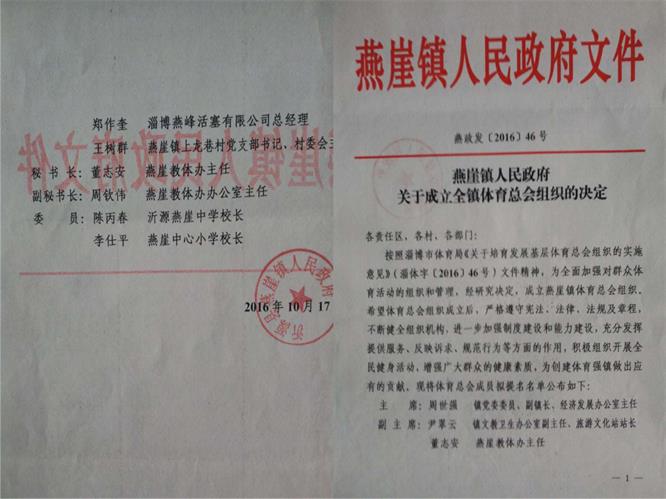 燕崖镇人民政府文件
燕政发〔2016〕46号
燕崖镇人民政府
关于成立全镇体育总会组织的决定
各责任区、各村、各部门：
按照淄博市体育局《关于培育发展基层体育总会组织的实施
意见》（淄体字〔2016〕46号）文件精神，为全面加强对群众体
育活动的组织和管理，经研究决定，成立燕崖镇体育总会组织。
希望体育总会组织成立后，严格遵守宪法、法律、法规及章程，
不断健全组织机构，进一步加强制度建设和能力建设，充分发挥
提供服务、反映诉求、规范行为等方面的作用，积极组织开展全
民健身活动，增强广大群众的健康素质，为创建体育强镇做出应
有的贡献。现将体育总会成员拟提名名单公布如下：
主 席：周世强 镇党委委员、副镇长、经济发展办公室主任
副 主 席：尹翠云 镇文教卫生办公室副主任、旅游文化站站长
董志安 燕崖教体办主任
— 1 —
郑作奎 淄博燕峰活塞有限公司总经理
王树群 燕崖镇上龙巷村党支部书记、村委会主
秘 书 长：董志安 燕崖教体办主任
副秘书长：周钦伟 燕崖教体办办公室主任
委 员：陈丙春 沂源燕崖中学校长
李仕平 燕崖中心小学校长
沂源县燕崖镇人民政府
2016年10月17